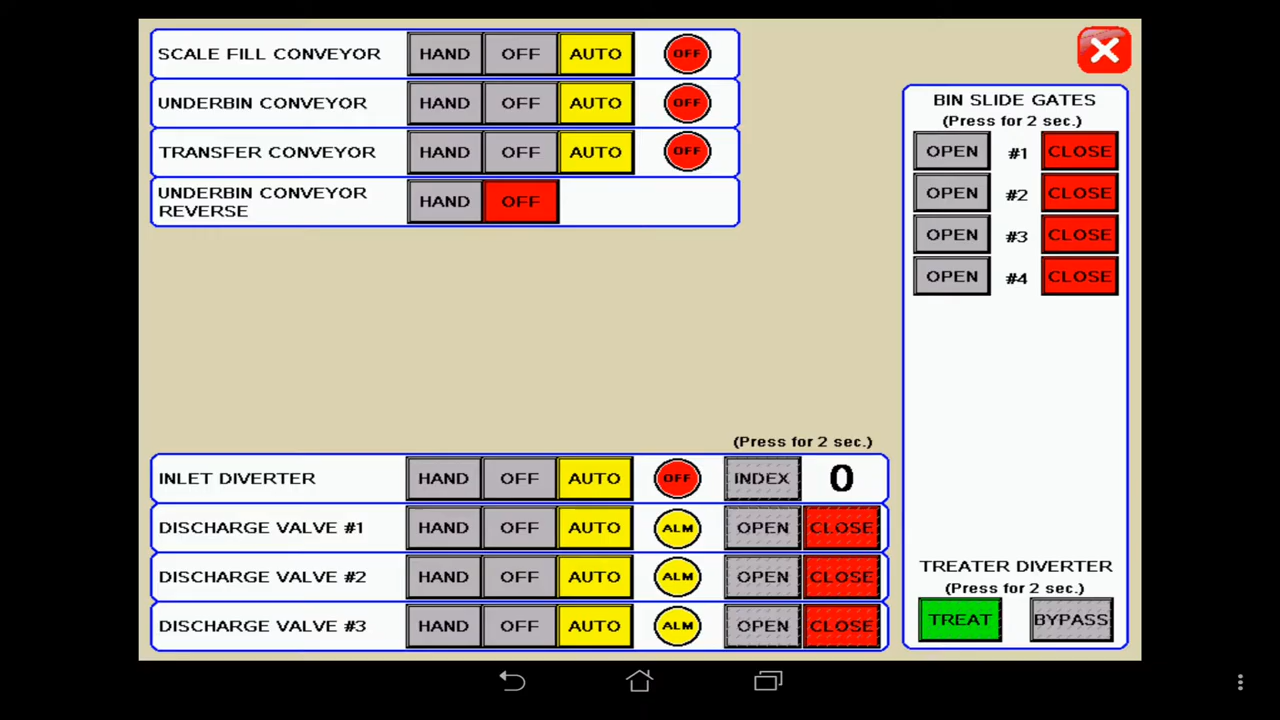 SCALE FILL CONVEYOR HAND OFF AUTO OFF
UNDERBIN CONVEYOR HAND OFF AUTO OFF
TRANSFER CONVEYOR HAND OFF AUTO OFF
UNDERBIN CONVEYOR
REVERSE
HAND OFF
BIN SLIDE GATES
(Press for 2 sec.)
OPEN #1 CLOSE
OPEN #2 CLOSE
OPEN #3 CLOSE
OPEN #4 CLOSE
(Press for 2 sec.)
INLET DIVERTER HAND OFF AUTO OFF INDEX 0
DISCHARGE VALVE #1 HAND OFF AUTO ALM OPEN CLOSE
DISCHARGE VALVE #2 HAND OFF AUTO ALM OPEN CLOSE
DISCHARGE VALVE #3 HAND OFF AUTO ALM OPEN CLOSE
TREATER DIVERTER
(Press for 2 sec.)
TREAT BYPASS